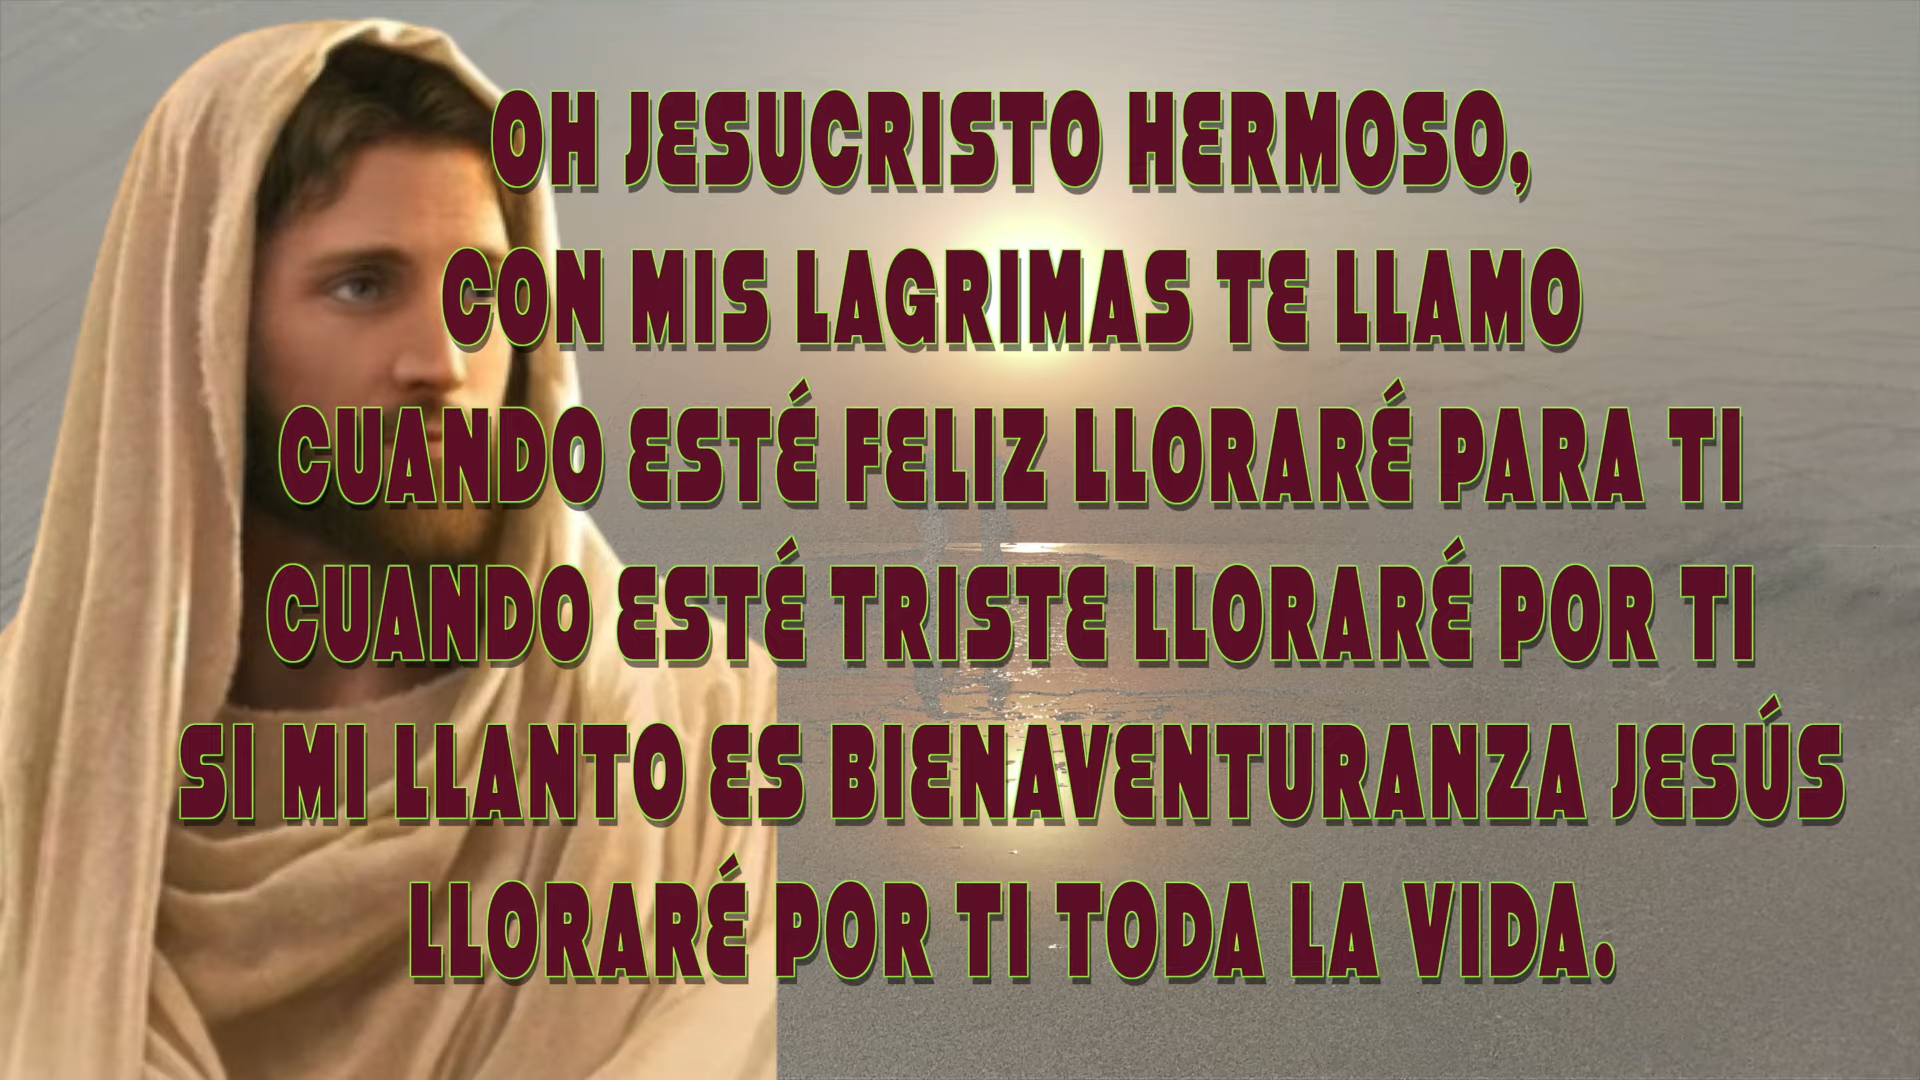 OH JESUCRISTO HERMOSO,
CON MIS LAGRIMAS TE LLAMO
CUANDO ESTÉ FELIZ LLORARÉ PARA TI
CUANDO ESTÉ TRISTE LLORARÉ POR TI
SI MI LLANTO ES BIENAVENTURANZA JESÚS
LLORARÉ POR TI TODA LA VIDA.